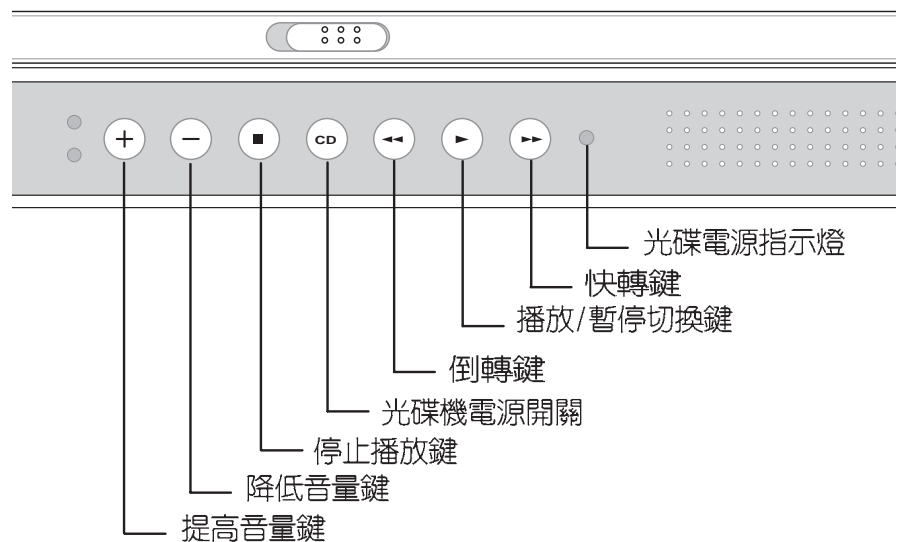 CD
光碟電源指示燈
快轉鍵
播放/暫停切換鍵
倒轉鍵
光碟機電源開關
停止播放鍵
降低音量鍵
提高音量鍵